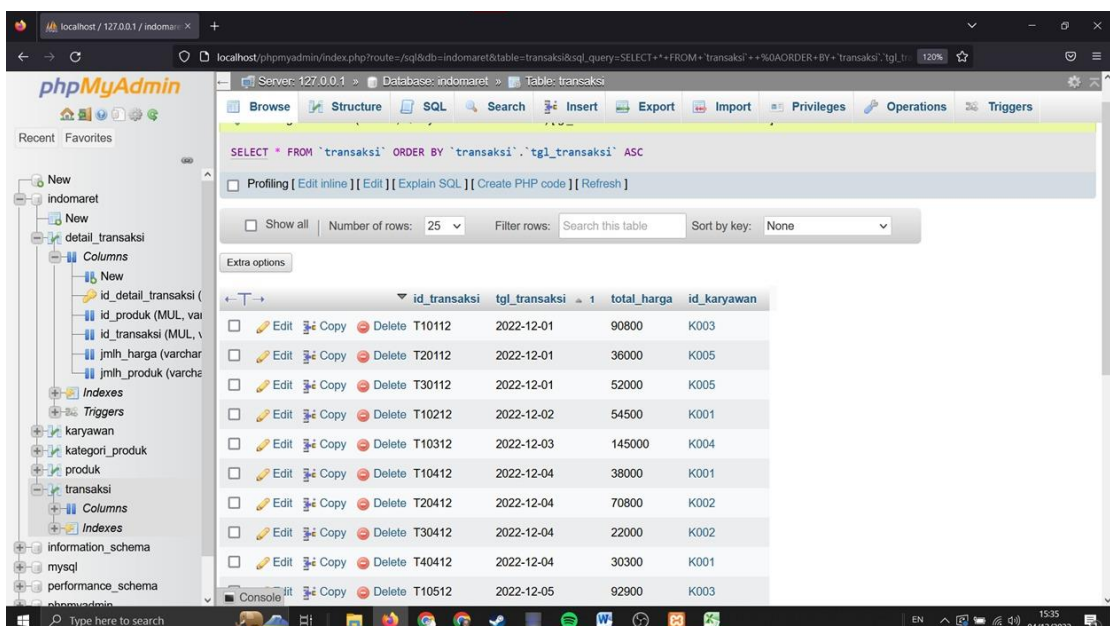 localhost / 127.0.0.1 / indomare
localhost/phpmyadmin/index.php?route=/sql&db=indomaret&table=transaksi&sql_query=SELECT+*+FROM+`transaksi`++%0AORDER+BY+`transaksi`.`tgl_tr
120%
phpMyAdmin
Recent Favorites
New
indomaret
New
detail_transaksi
Columns
New
id_detail_transaksi (
id_produk (MUL, va
id_transaksi (MUL, v
jmlh_harga (varchar
jmlh_produk (varcha
Indexes
Triggers
karyawan
kategori_produk
produk
transaksi
Columns
Indexes
information_schema
mysql
performance_schema
phpmyadmin
Server: 127.0.0.1 » Database: indomaret » Table: transaksi
Browse Structure SQL Search Insert Export Import Privileges Operations Triggers
SELECT * FROM `transaksi` ORDER BY `transaksi`.`tgl_transaksi` ASC
Profiling [ Edit inline ] [ Edit ] [ Explain SQL ] [ Create PHP code ] [ Refresh ]
Show all | Number of rows: 25 Filter rows: Search this table Sort by key: None
Extra options
id_transaksi tgl_transaksi 1 total_harga id_karyawan
Edit Copy Delete T10112 2022-12-01 90800 K003
Edit Copy Delete T20112 2022-12-01 36000 K005
Edit Copy Delete T30112 2022-12-01 52000 K005
Edit Copy Delete T10212 2022-12-02 54500 K001
Edit Copy Delete T10312 2022-12-03 145000 K004
Edit Copy Delete T10412 2022-12-04 38000 K001
Edit Copy Delete T20412 2022-12-04 70800 K002
Edit Copy Delete T30412 2022-12-04 22000 K002
Edit Copy Delete T40412 2022-12-04 30300 K001
Copy Delete T10512 2022-12-05 92900 K003
Console
Type here to search
EN
15:35